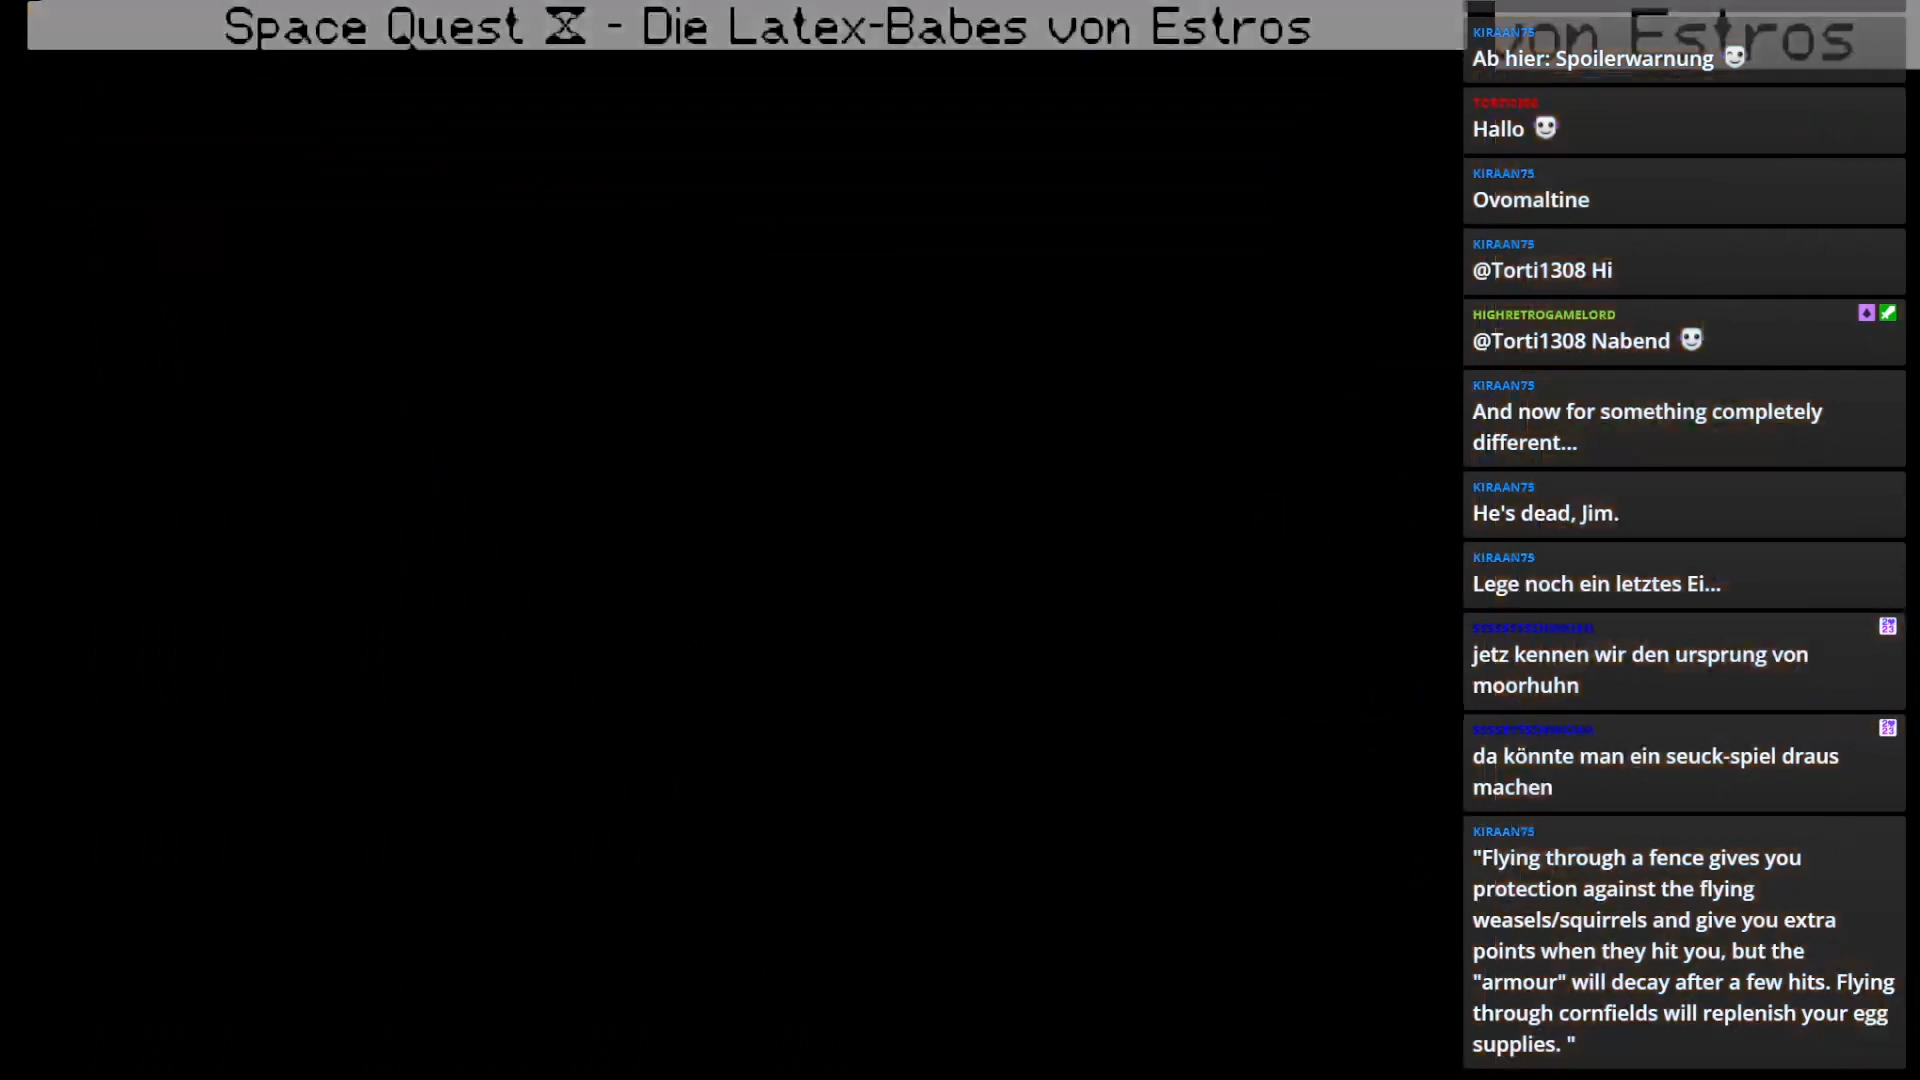 Space Quest X - Die Latex-Babes von Estros
von Estros
KIRAAN75
Ab hier: Spoilerwarnung
TORTI1308
Hallo
KIRAAN75
Ovomaltine
KIRAAN75
@Torti1308 Hi
HIGHRETROGAMELORD
@Torti1308 Nabend
KIRAAN75
And now for something completely
different...
KIRAAN75
He's dead, Jim.
KIRAAN75
Lege noch ein letztes Ei...
jetz kennen wir den ursprung von
moorhuhn
da könnte man ein seuck-spiel draus
machen
KIRAAN75
"Flying through a fence gives you
protection against the flying
weasels/squirrels and give you extra
points when they hit you, but the
"armour" will decay after a few hits. Flying
through cornfields will replenish your egg
supplies. "